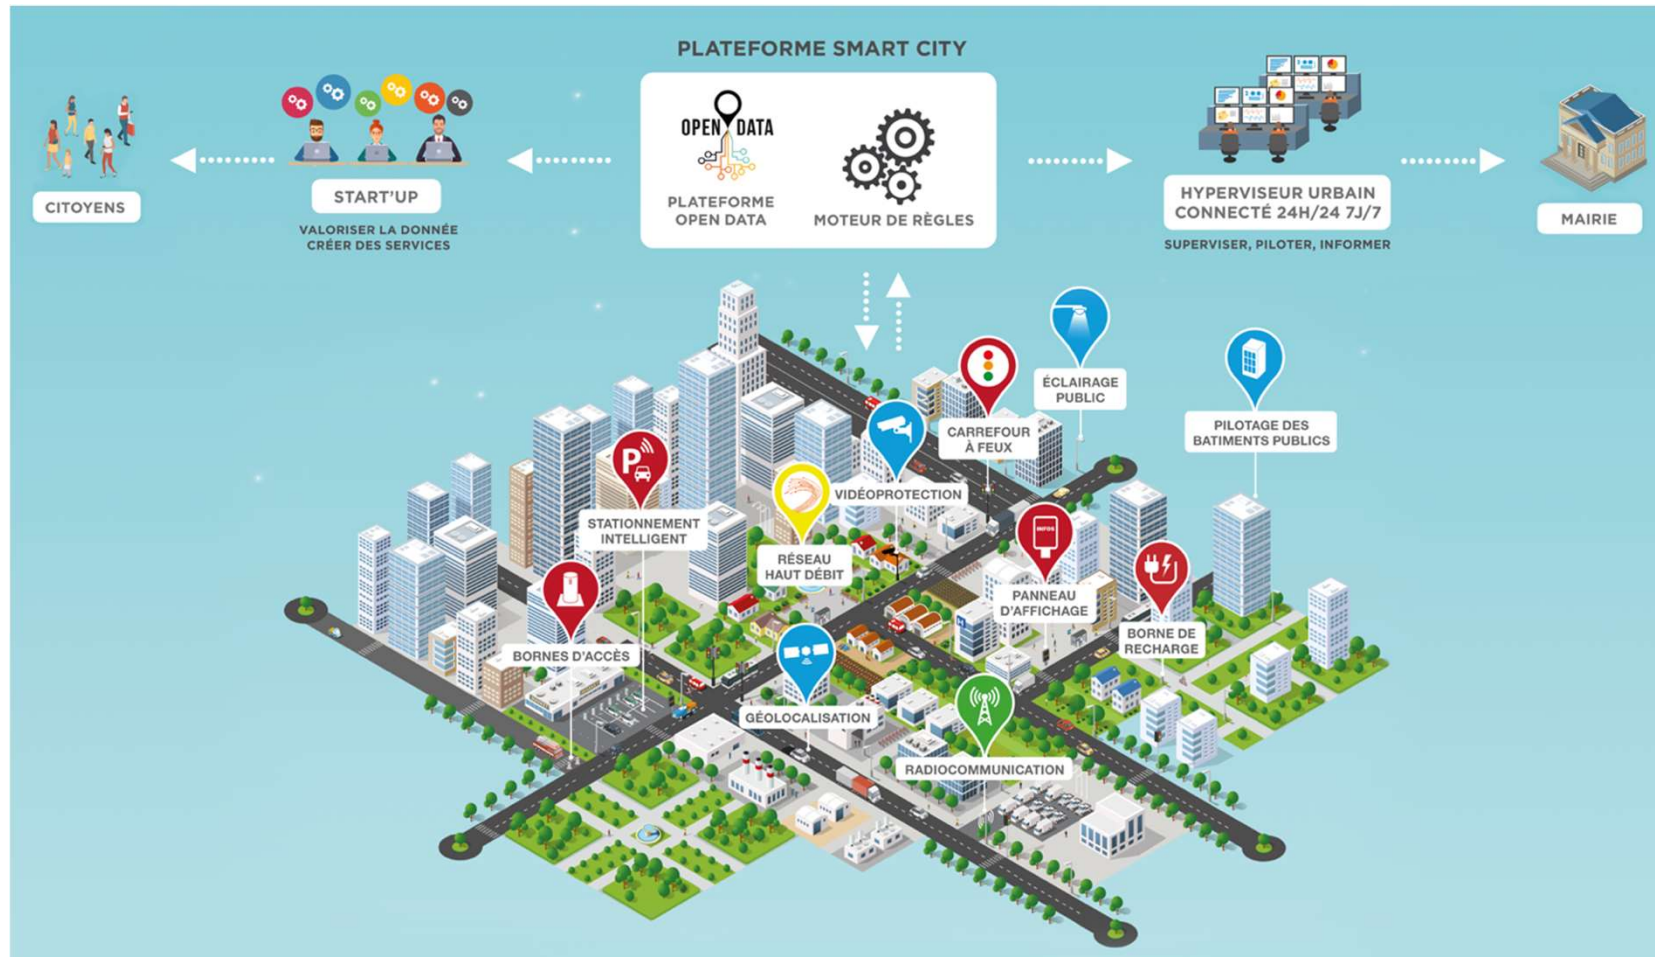 PLATEFORME SMART CITY
OPEN DATA
PLATEFORME
OPEN DATA
MOTEUR DE RÈGLES
CITOYENS
START'UP
VALORISER LA DONNÉE
CRÉER DES SERVICES
HYPERVISEUR URBAIN
CONNECTÉ 24H/24 7J/7
SUPERVISER, PILOTER, INFORMER
MAIRIE
ÉCLAIRAGE
PUBLIC
PILOTAGE DES
BATIMENTS PUBLICS
CARREFOUR
À FEUX
VIDÉOPROTECTION
P
STATIONNEMENT
INTELLIGENT
RÉSEAU
HAUT DÉBIT
INFOS
PANNEAU
D'AFFICHAGE
BORNE DE
RECHARGE
BORNES D'ACCÈS
GÉOLOCALISATION
RADIOCOMMUNICATION
H